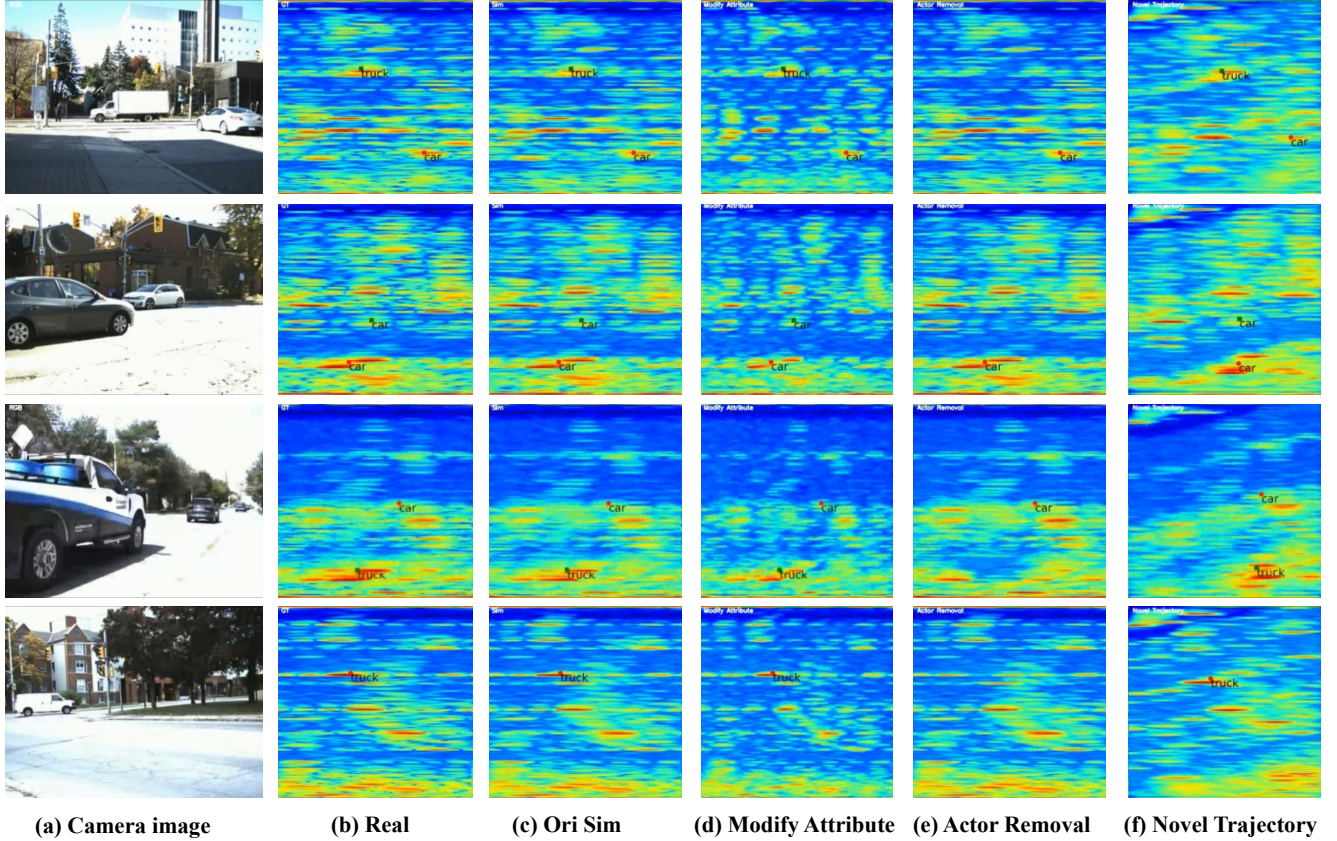 RGB GT Sim Modify Attribute Actor Removal Novel Trajectory
truck truck truck truck
car car car car car
GT Sim Modify Attribute Actor Removal Novel Trajectory
car car car car
car car car car car
RGB GT Sim Modify Attribute Actor Removal Novel Trajectory
car car car car car
truck truck truck truck
GT Sim Modify Attribute Actor Removal Novel Trajectory
truck truck truck truck
(a) Camera image (b) Real (c) Ori Sim (d) Modify Attribute (e) Actor Removal (f) Novel Trajectory